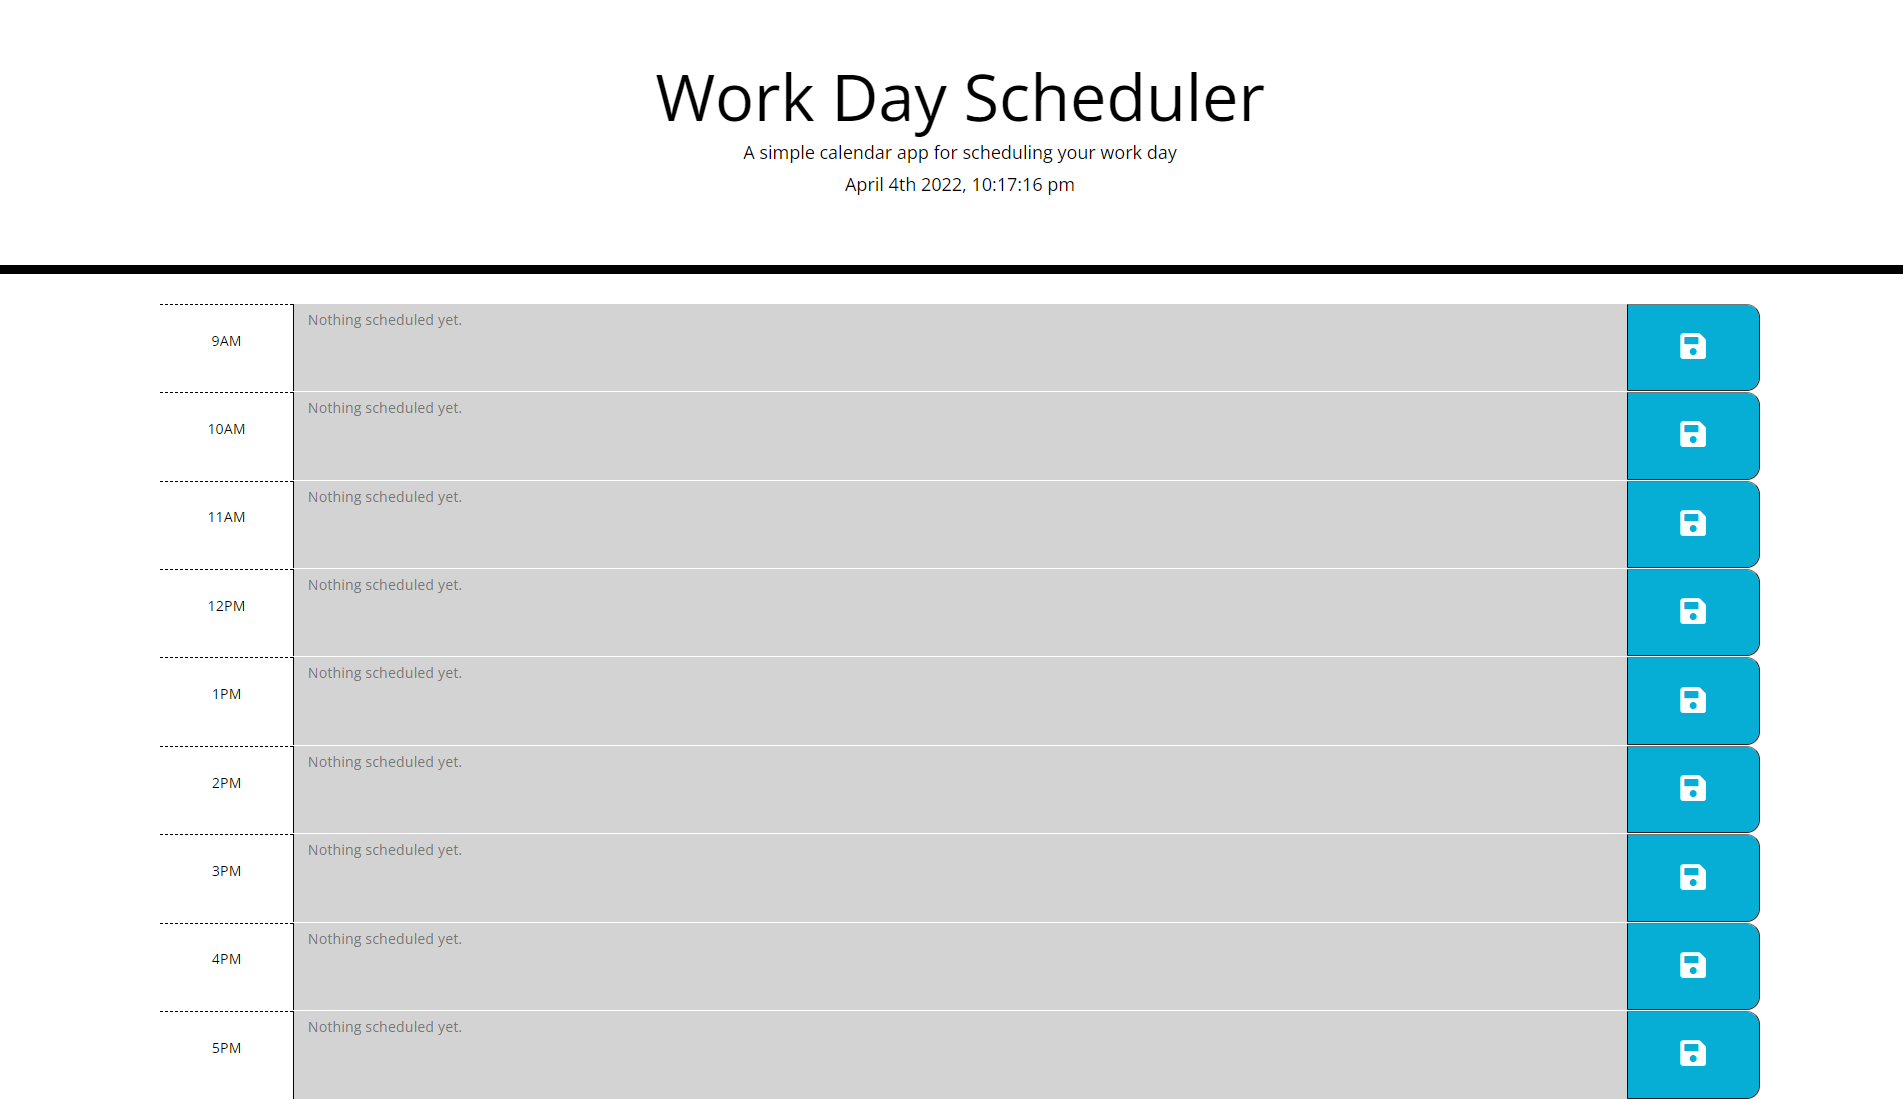 Work Day Scheduler
A simple calendar app for scheduling your work day
April 4th 2022, 10:17:16 pm
9AM
Nothing scheduled yet.
10AM
Nothing scheduled yet.
11AM
Nothing scheduled yet.
12PM
Nothing scheduled yet.
1PM
Nothing scheduled yet.
2PM
Nothing scheduled yet.
3PM
Nothing scheduled yet.
4PM
Nothing scheduled yet.
5PM
Nothing scheduled yet.